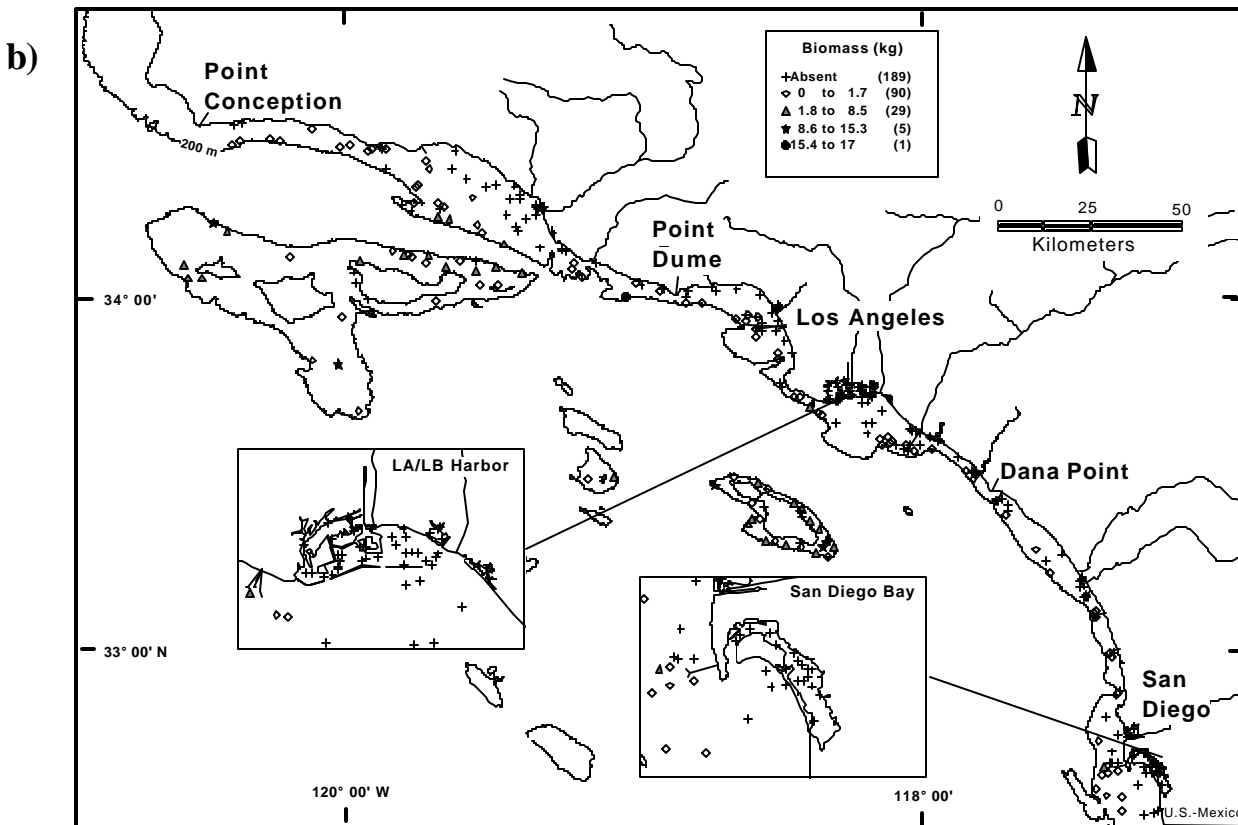 b)
Point
Conception
200 m
Biomass (kg)
Absent (189)
0 to 1.7 (90)
1.8 to 8.5 (29)
8.6 to 15.3 (5)
15.4 to 17 (1)
N
0 25 50
Kilometers
Point
Dume
34° 00'
Los Angeles
LA/LB Harbor
Dana Point
San Diego Bay
33° 00' N
San
Diego
120° 00' W
118° 00'
U.S.-Mexico